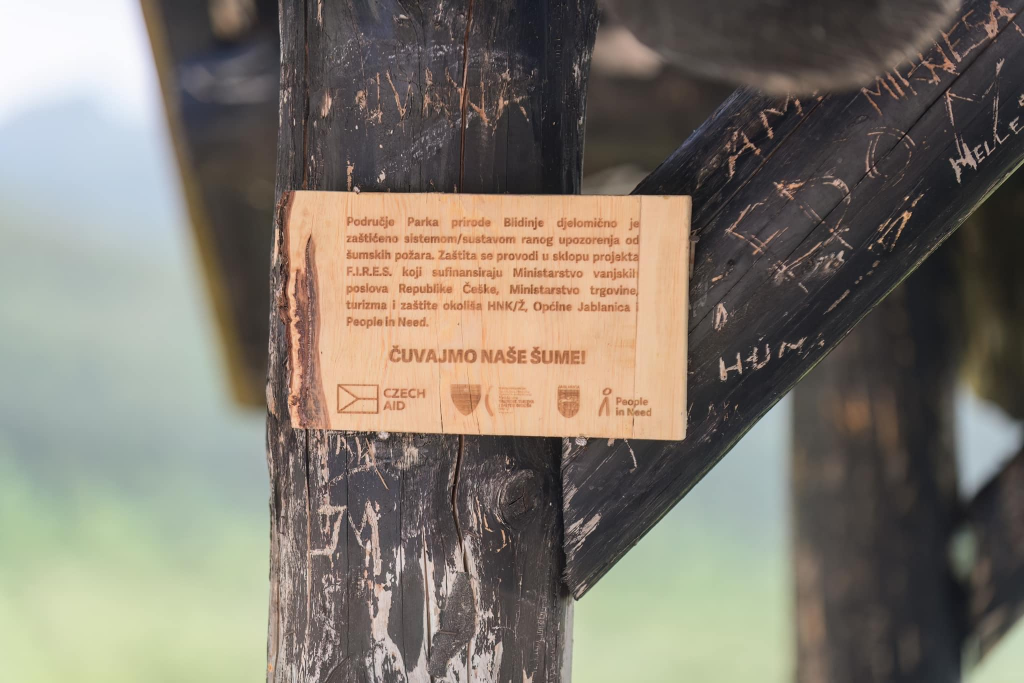 Područje Parka prirode Blidinje djelomično je
zaštićeno sistemom/sustavom ranog upozorenja od
šumskih požara. Zaštita se provodi u sklopu projekta
F.I.R.E.S. koji sufinansiraju Ministarstvo vanjskih
poslova Republike Češke, Ministarstvo trgovine,
turizma i zaštite okoliša HNK/Ž, Općine Jablanica i
People in Need.
ČUVAJMO NAŠE ŠUME!
CZECH
AID
People
in Need